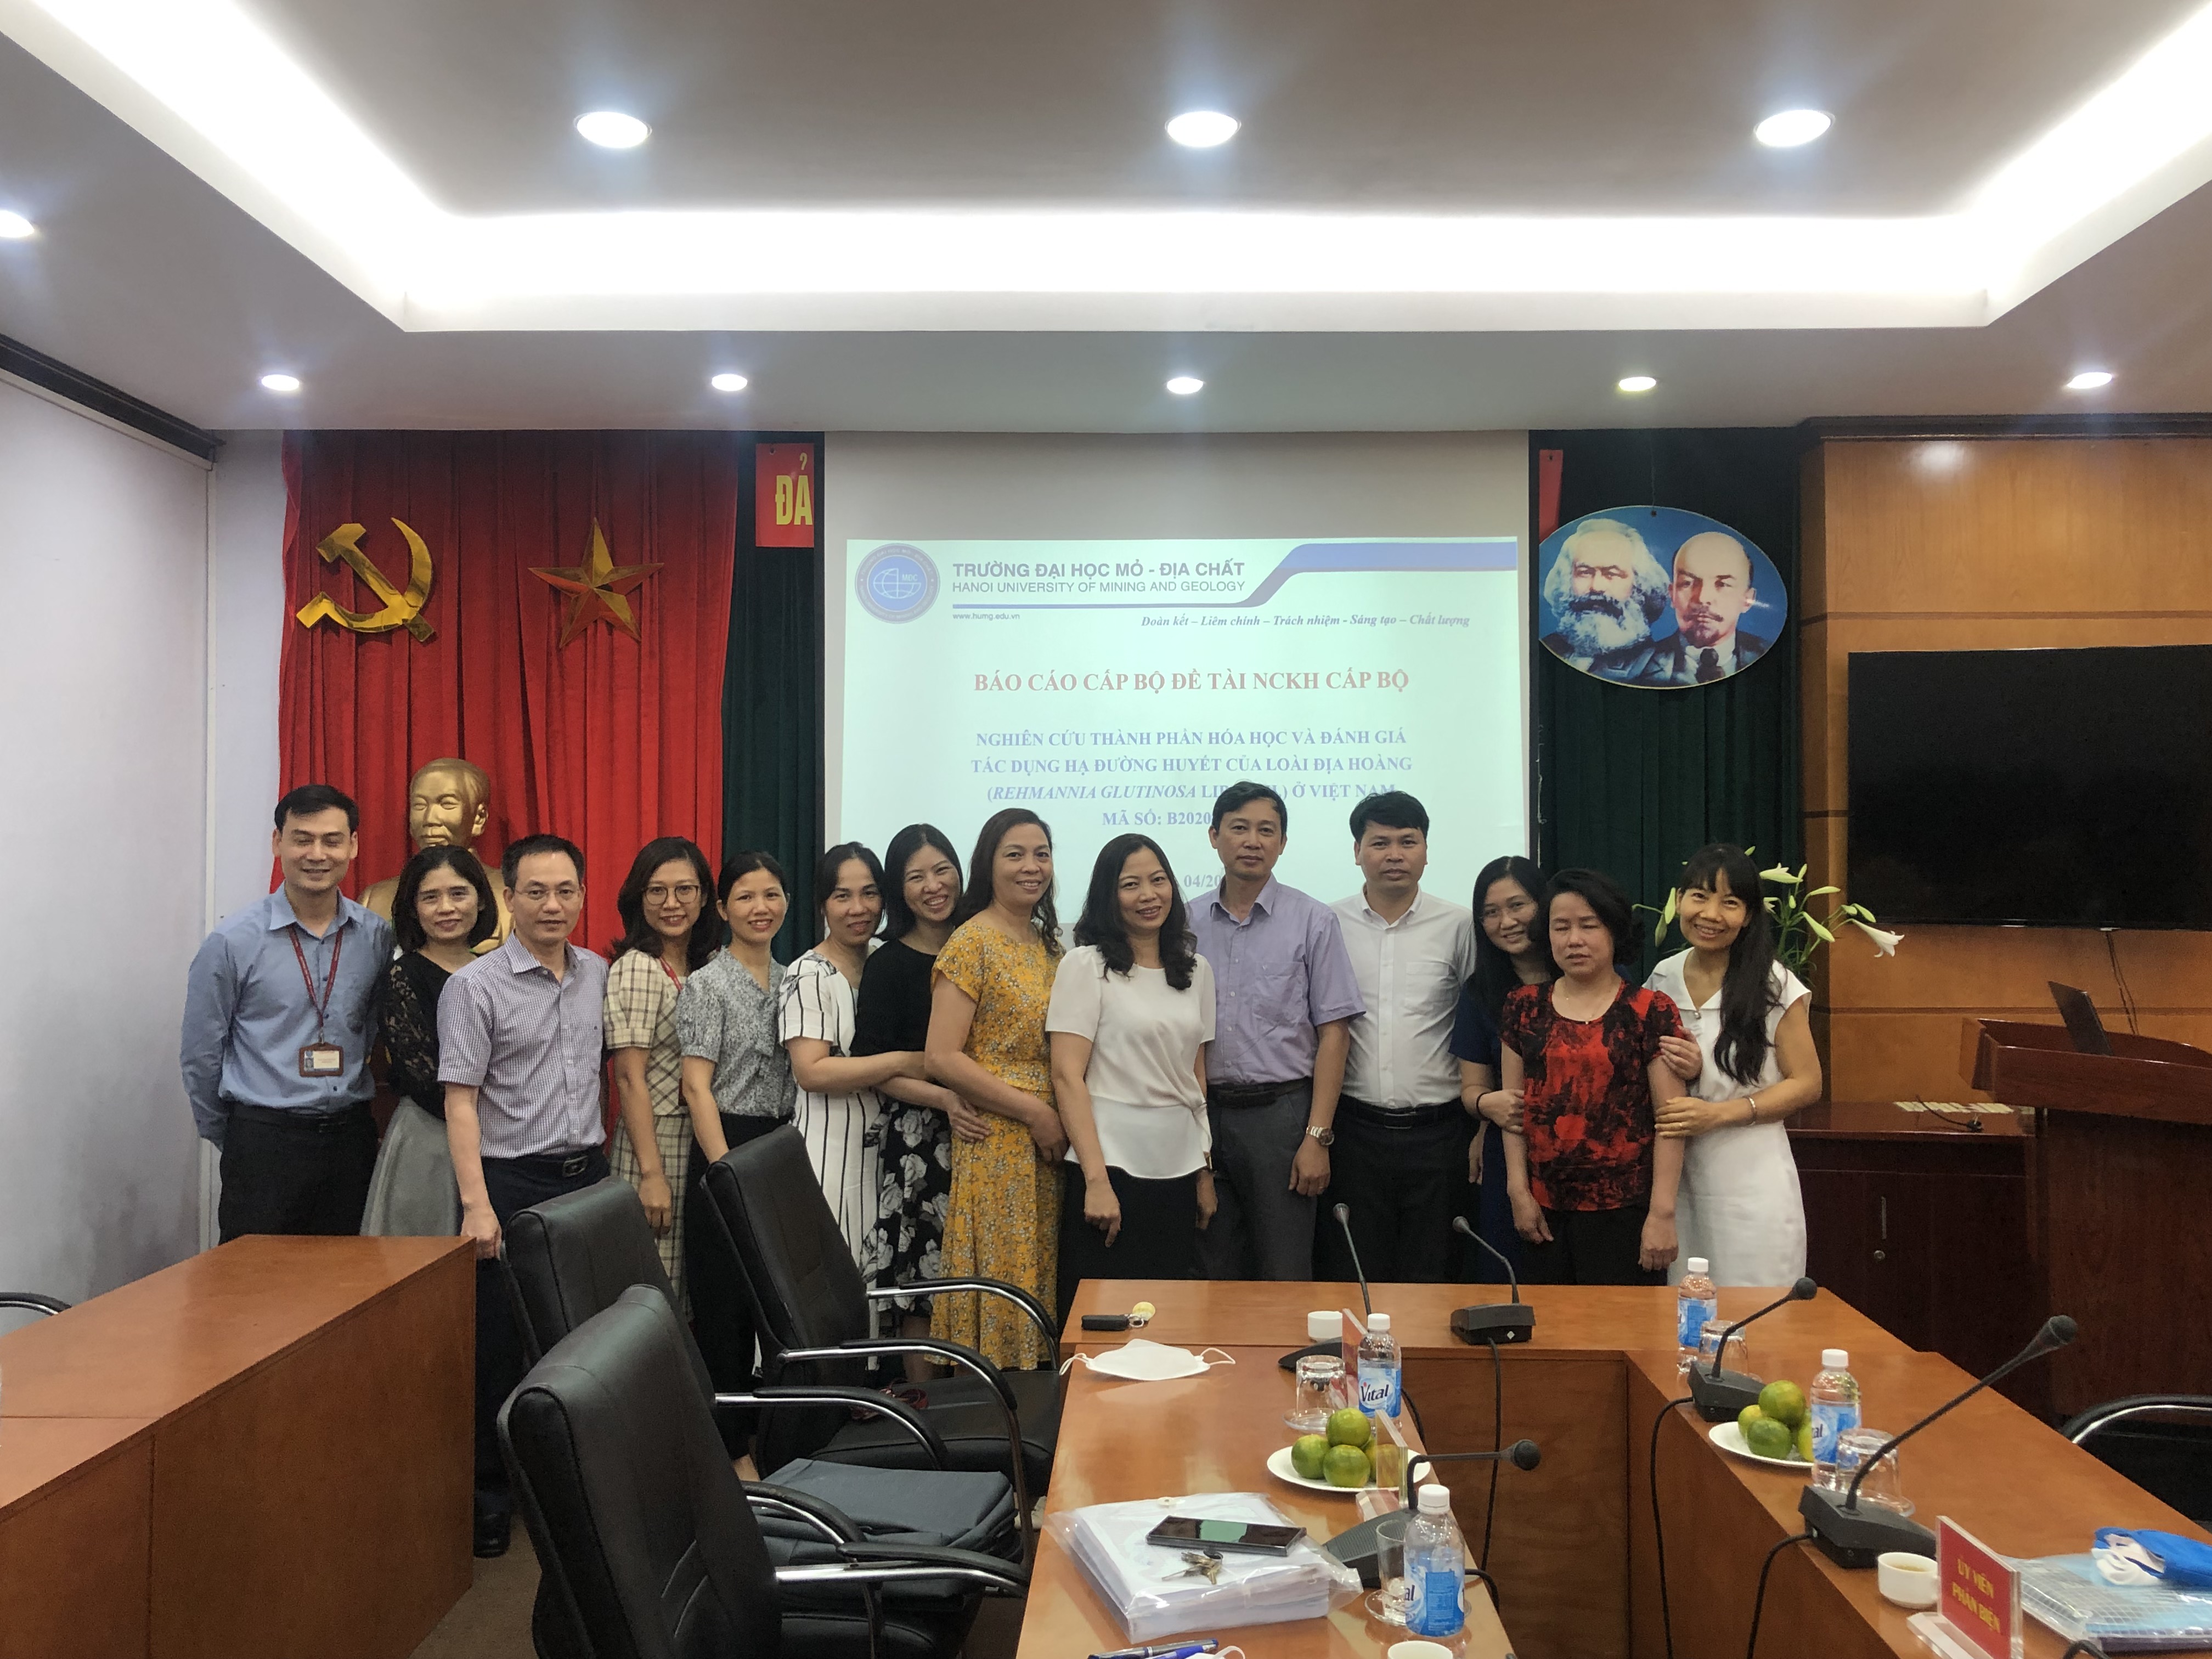 ĐẢ
TRƯỜNG ĐẠI HỌC MỎ - ĐỊA CHẤT
HANOI UNIVERSITY OF MINING AND GEOLOGY
www.humg.edu.vn
Đoàn kết – Liêm chính – Trách nhiệm - Sáng tạo – Chất lượng
BÁO CÁO CẤP BỘ ĐỀ TÀI NCKH CẤP BỘ
NGHIÊN CỨU THÀNH PHẦN HÓA HỌC VÀ ĐÁNH GIÁ
TÁC DỤNG HẠ ĐƯỜNG HUYẾT CỦA LOÀI ĐỊA HOÀNG
(REHMANNIA GLUTINOSA Ở VIỆT NAM
MÃ SỐ: B2020
04/20
Vital
ỦY VIÊN
PHẢN BIỆN